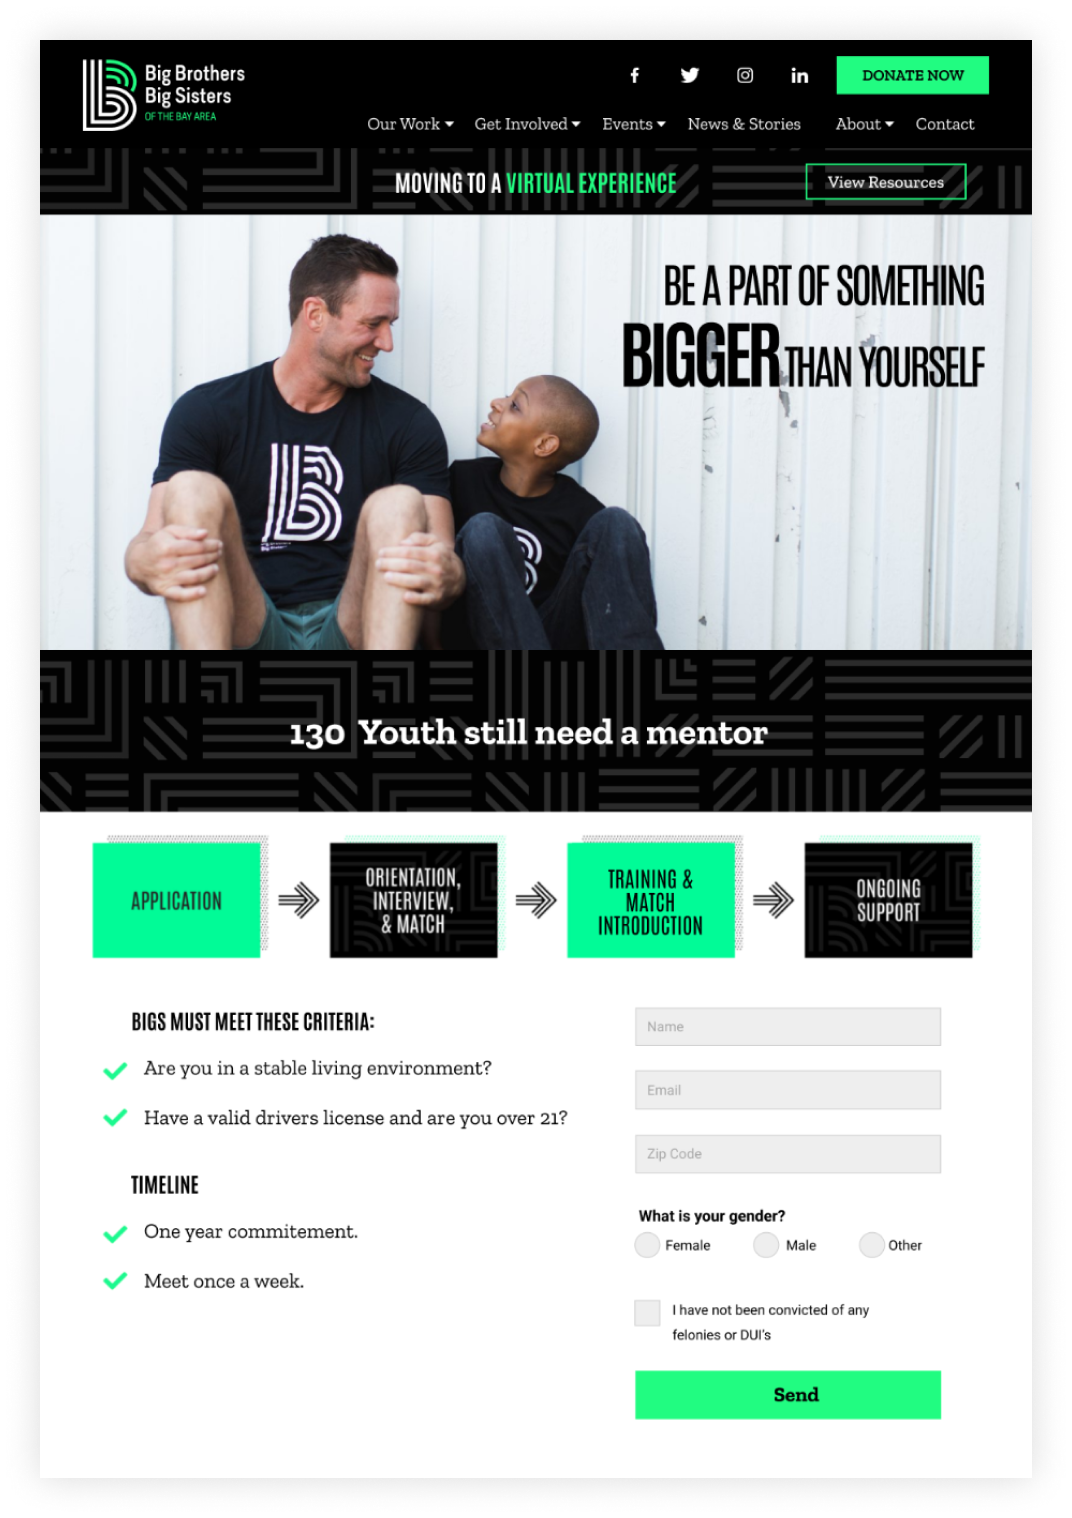 Big Brothers
Big Sisters
OF THE BAY AREA
DONATE NOW
Our Work Get Involved Events News & Stories About Contact
MOVING TO A VIRTUAL EXPERIENCE
View Resources
BE A PART OF SOMETHING
BIGGER THAN YOURSELF
130 Youth still need a mentor
APPLICATION
ORIENTATION,
INTERVIEW,
& MATCH
TRAINING &
MATCH
INTRODUCTION
ONGOING
SUPPORT
BIGS MUST MEET THESE CRITERIA:
Are you in a stable living environment?
Have a valid drivers license and are you over 21?
TIMELINE
One year commitement.
Meet once a week.
Name
Email
Zip Code
What is your gender?
Female Male Other
I have not been convicted of any
felonies or DUI's
Send